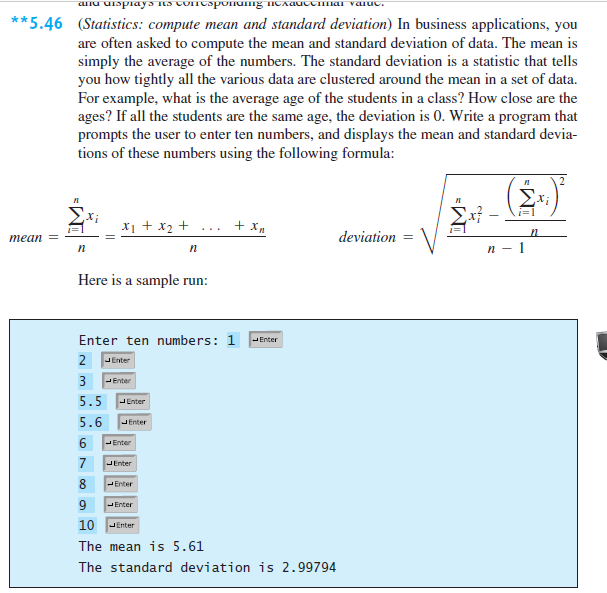 **5.46 (Statistics: compute mean and standard deviation) In business applications, you
are often asked to compute the mean and standard deviation of data. The mean is
simply the average of the numbers. The standard deviation is a statistic that tells
you how tightly all the various data are clustered around the mean in a set of data.
For example, what is the average age of the students in a class? How close are the
ages? If all the students are the same age, the deviation is 0. Write a program that
prompts the user to enter ten numbers, and displays the mean and standard devia-
tions of these numbers using the following formula:
mean = \frac{\sum_{i=1}^{n} x_i}{n} = \frac{x_1 + x_2 + ... + x_n}{n} deviation = \sqrt{\frac{\sum_{i=1}^{n} x_i^2 - \frac{\left(\sum_{i=1}^{n} x_i\right)^2}{n}}{n - 1}}
Here is a sample run:
Enter ten numbers: 1 ↵Enter
2 ↵Enter
3 ↵Enter
5.5 ↵Enter
5.6 ↵Enter
6 ↵Enter
7 ↵Enter
8 ↵Enter
9 ↵Enter
10 ↵Enter
The mean is 5.61
The standard deviation is 2.99794